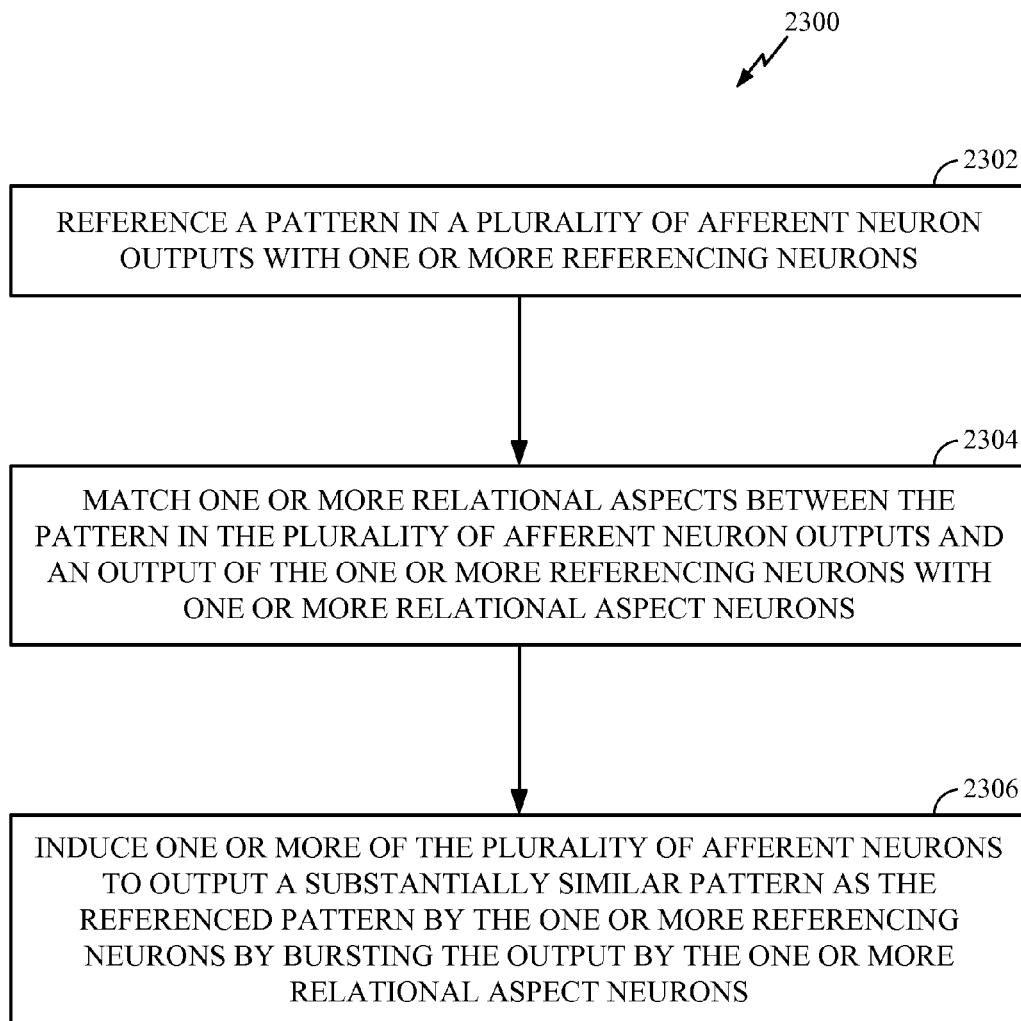 2300
2302
REFERENCE A PATTERN IN A PLURALITY OF AFFERENT NEURON
OUTPUTS WITH ONE OR MORE REFERENCING NEURONS
2304
MATCH ONE OR MORE RELATIONAL ASPECTS BETWEEN THE
PATTERN IN THE PLURALITY OF AFFERENT NEURON OUTPUTS AND
AN OUTPUT OF THE ONE OR MORE REFERENCING NEURONS WITH
ONE OR MORE RELATIONAL ASPECT NEURONS
2306
INDUCE ONE OR MORE OF THE PLURALITY OF AFFERENT NEURONS
TO OUTPUT A SUBSTANTIALLY SIMILAR PATTERN AS THE
REFERENCED PATTERN BY THE ONE OR MORE REFERENCING
NEURONS BY BURSTING THE OUTPUT BY THE ONE OR MORE
RELATIONAL ASPECT NEURONS